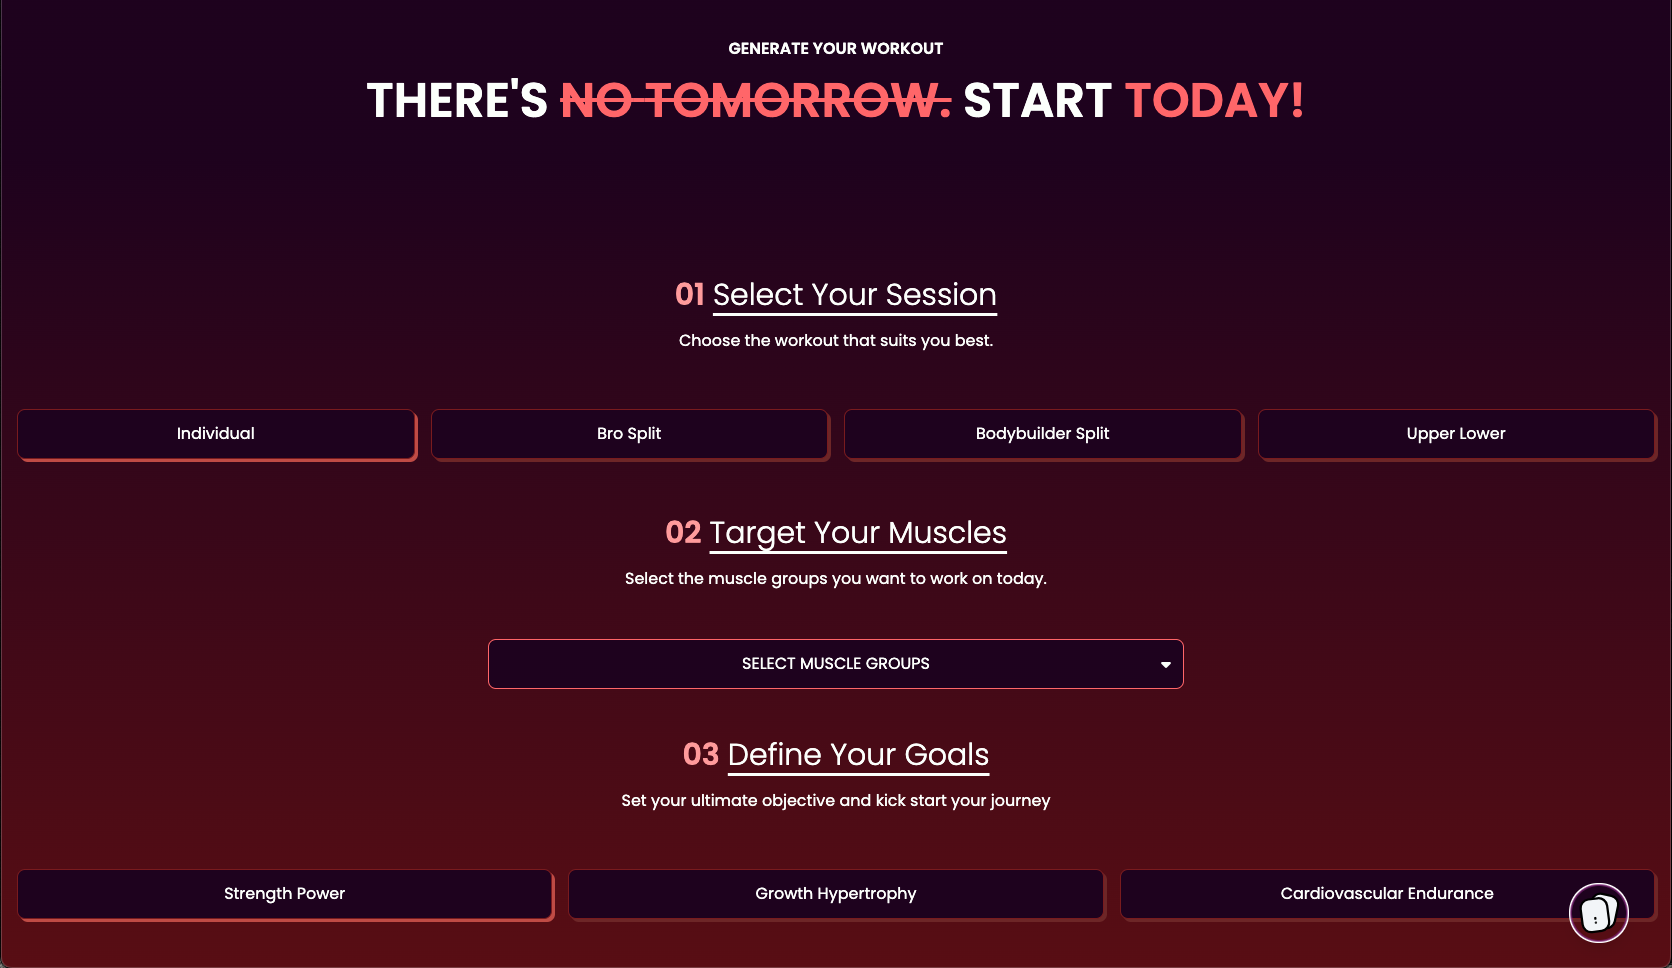 GENERATE YOUR WORKOUT
THERE'S NO TOMORROW. START TODAY!
01 Select Your Session
Choose the workout that suits you best.
Individual
Bro Split
Bodybuilder Split
Upper Lower
02 Target Your Muscles
Select the muscle groups you want to work on today.
SELECT MUSCLE GROUPS
03 Define Your Goals
Set your ultimate objective and kick start your journey
Strength Power
Growth Hypertrophy
Cardiovascular Endurance